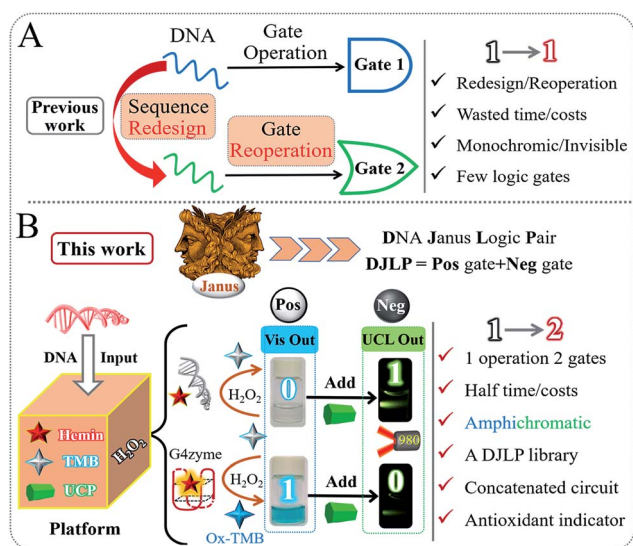 A
DNA
Gate
Operation
Gate 1
1 → 1
Previous
work
Sequence
Redesign
Gate
Reoperation
Gate 2
✓ Redesign/Reoperation
✓ Wasted time/costs
✓ Monochromic/Invisible
✓ Few logic gates
B
This work
Janus
DNA Janus Logic Pair
DJLP = Pos gate+Neg gate
Pos
Neg
Vis Out
UCL Out
1 → 2
DNA
Input
Hemin
TMB
UCP
H₂O₂
Platform
G4zyme
H₂O₂
0
Add
1
980
H₂O₂
1
Add
0
Ox-TMB
✓ 1 operation 2 gates
✓ Half time/costs
✓ Amphichromatic
✓ A DJLP library
✓ Concatenated circuit
✓ Antioxidant indicator